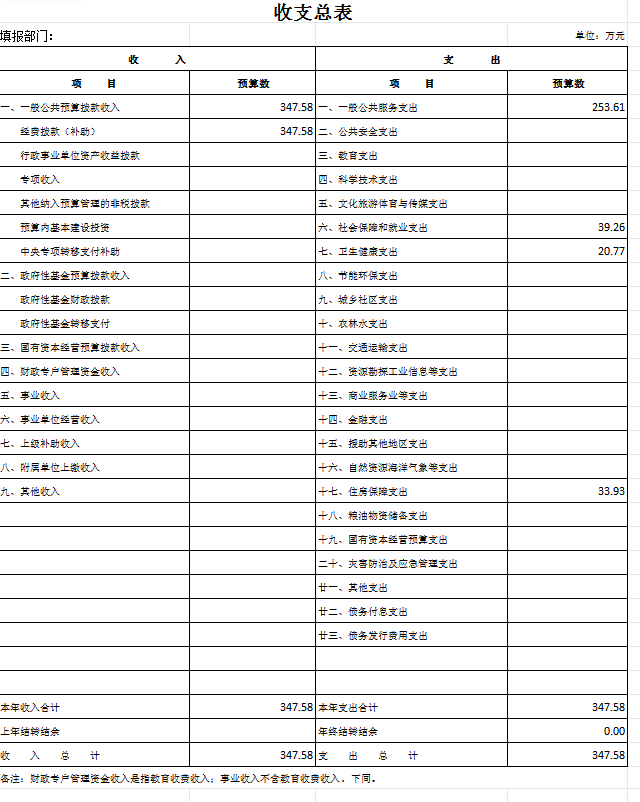 收支总表
填报部门： 单位：万元
收 入 支 出
项 目 预算数 项 目 预算数
一、一般公共预算拨款收入 347.58 一、一般公共服务支出 253.61
经费拨款（补助） 347.58 二、公共安全支出
行政事业单位资产收益拨款 三、教育支出
专项收入 四、科学技术支出
其他纳入预算管理的非税拨款 五、文化旅游体育与传媒支出
预算内基本建设投资 六、社会保障和就业支出 39.26
中央专项转移支付补助 七、卫生健康支出 20.77
二、政府性基金预算拨款收入 八、节能环保支出
政府性基金财政拨款 九、城乡社区支出
政府性基金转移支付 十、农林水支出
三、国有资本经营预算拨款收入 十一、交通运输支出
四、财政专户管理资金收入 十二、资源勘探工业信息等支出
五、事业收入 十三、商业服务业等支出
六、事业单位经营收入 十四、金融支出
七、上级补助收入 十五、援助其他地区支出
八、附属单位上缴收入 十六、自然资源海洋气象等支出
九、其他收入 十七、住房保障支出 33.93
十八、粮油物资储备支出
十九、国有资本经营预算支出
二十、灾害防治及应急管理支出
廿一、其他支出
廿二、债务付息支出
廿三、债务发行费用支出
本年收入合计 347.58 本年支出合计 347.58
上年结转结余 年终结转结余 0.00
收 入 总 计 347.58 支 出 总 计 347.58
备注：财政专户管理资金收入是指教育收费收入；事业收入不含教育收费收入，下同。